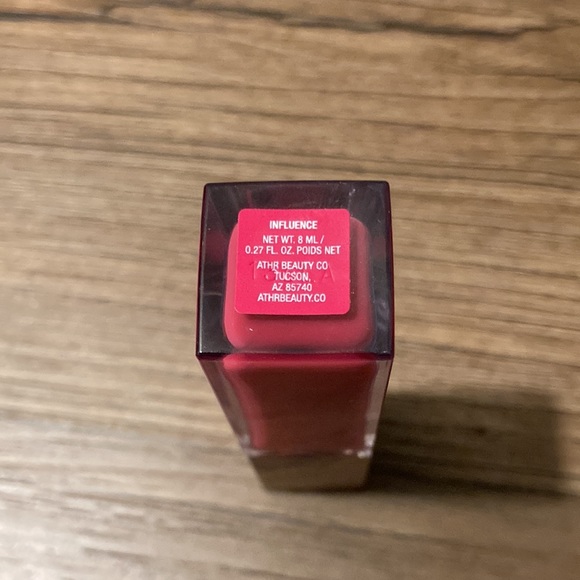 INFLUENCE
NET WT. 8 ML /
0.27 FL. OZ. POIDS NET
ATHR BEAUTY CO
TUCSON,
AZ 85740
ATHRBEAUTY.CO